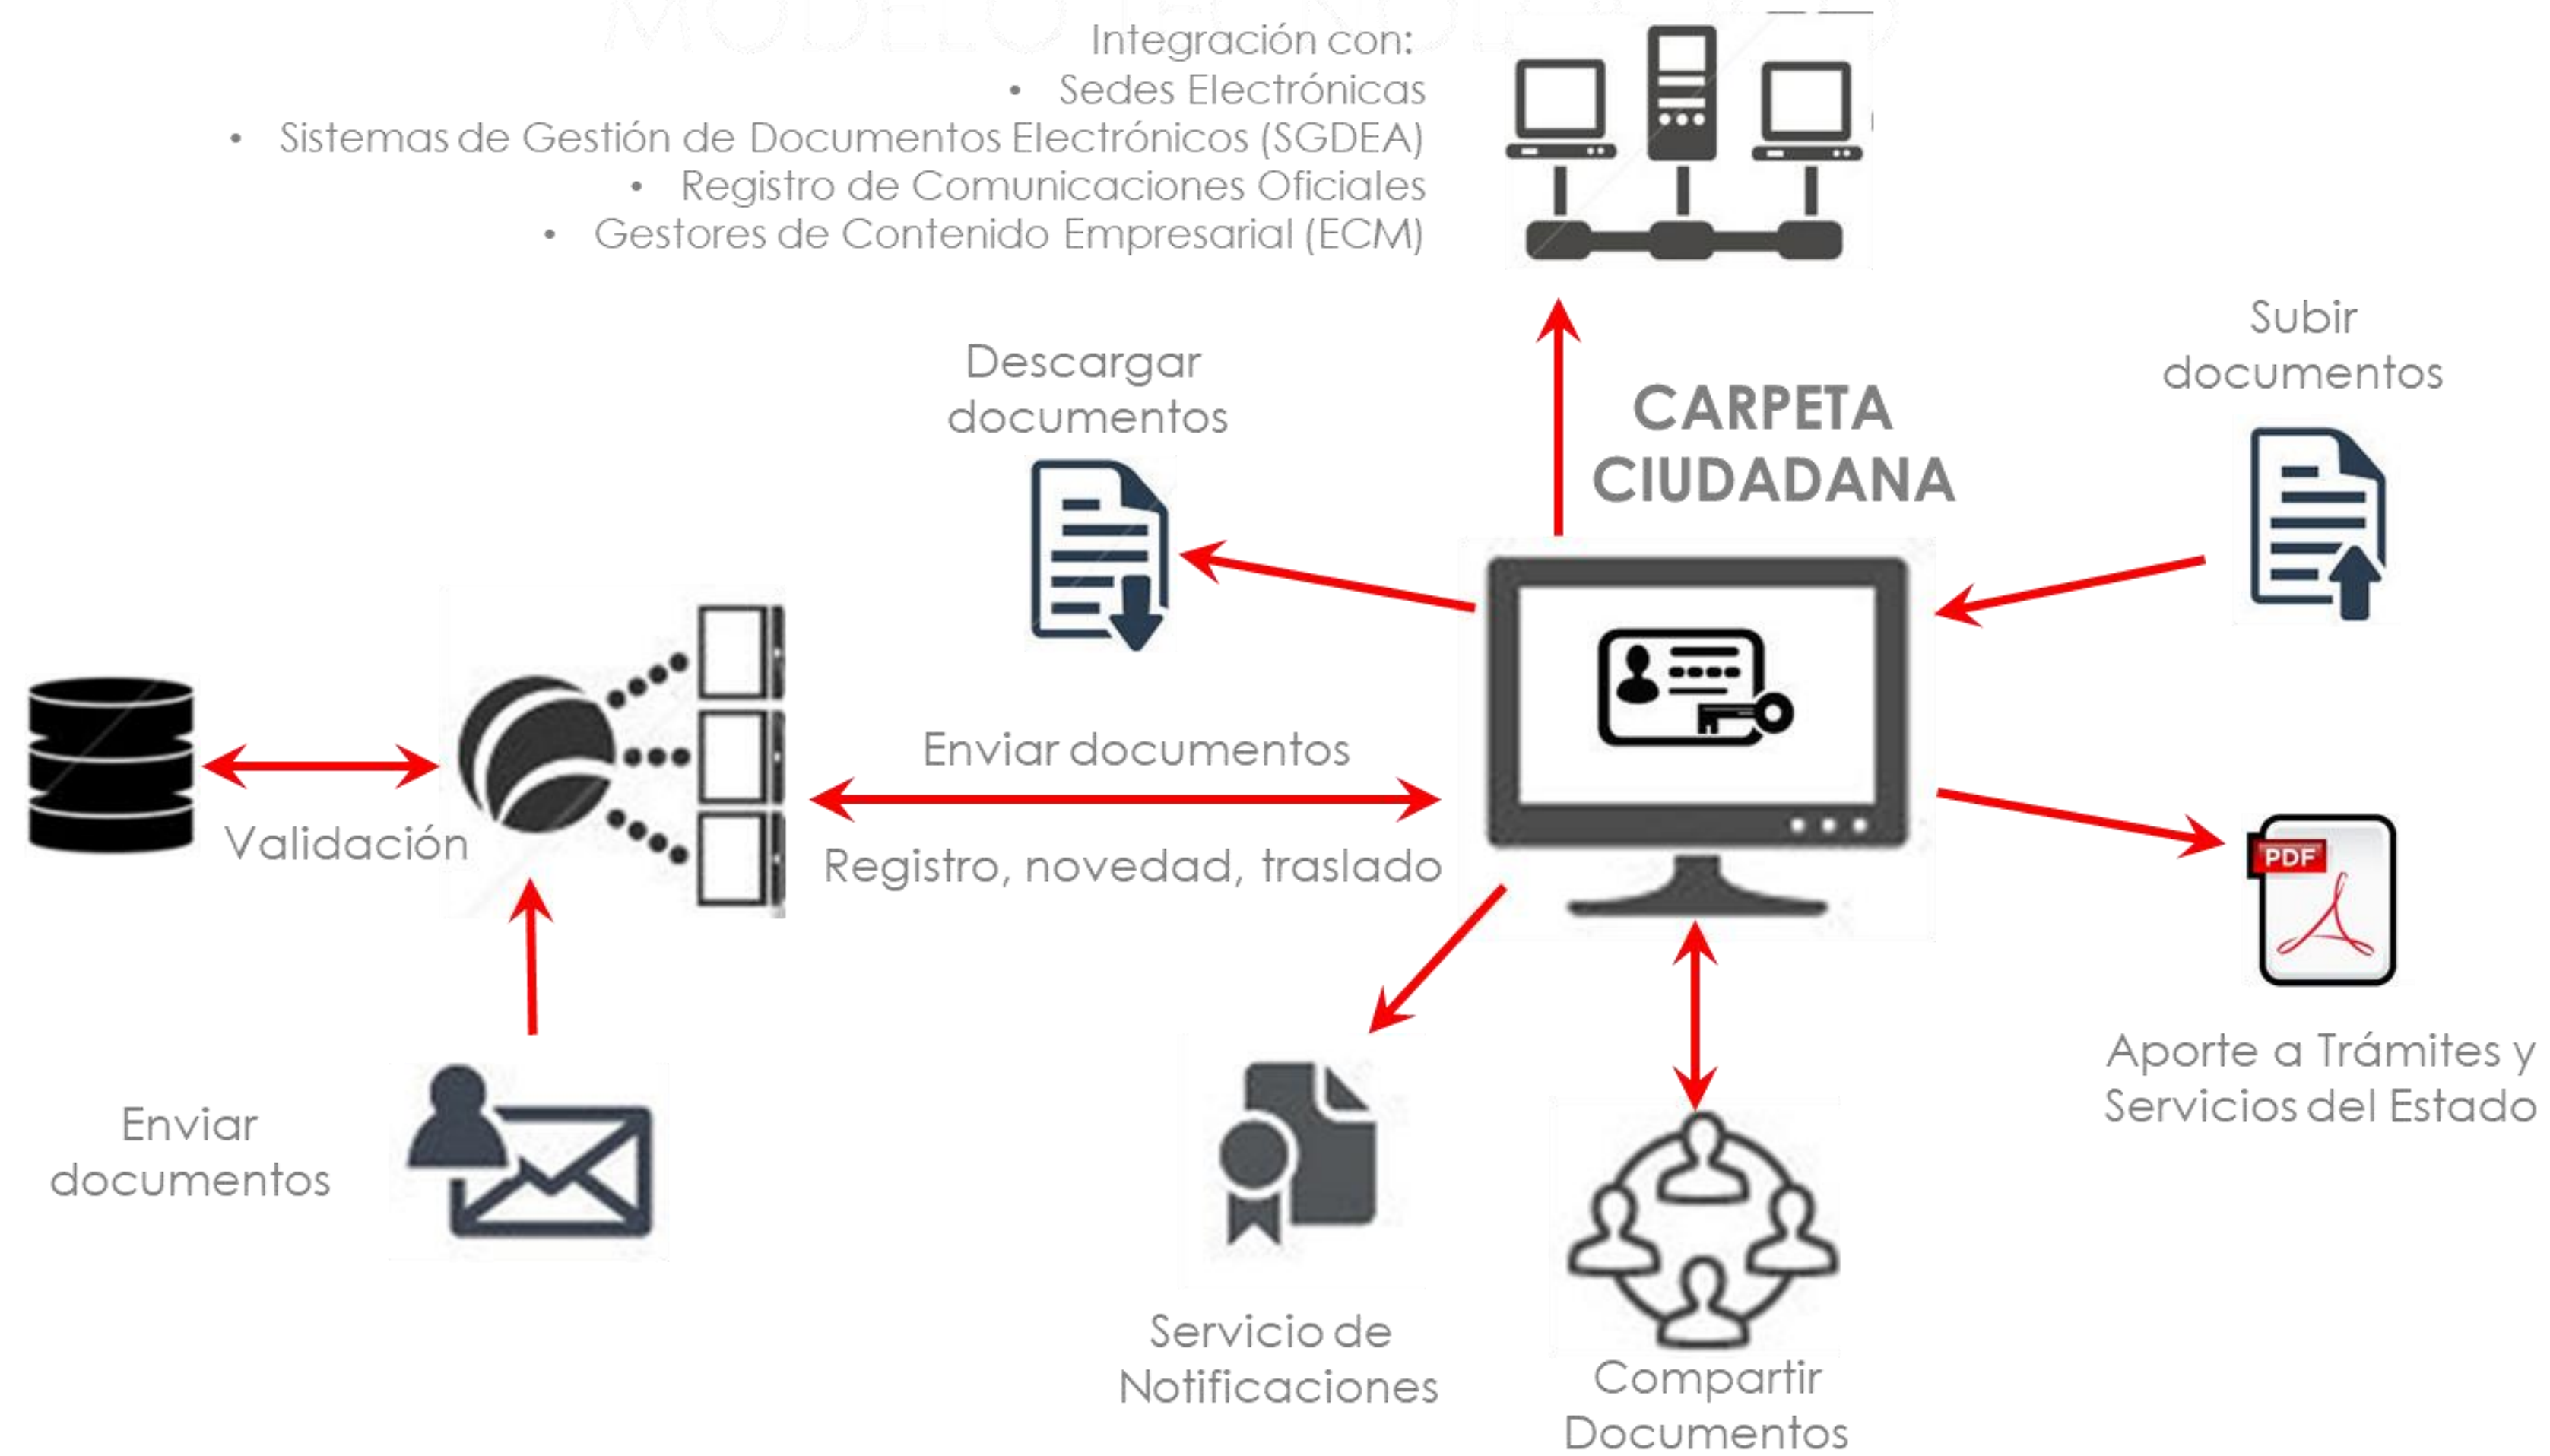 MODELO TECNOLÓGICO
Integración con:
• Sedes Electrónicas
• Sistemas de Gestión de Documentos Electrónicos (SGDEA)
• Registro de Comunicaciones Oficiales
• Gestores de Contenido Empresarial (ECM)
Subir
documentos
Descargar
documentos
CARPETA
CIUDADANA
Enviar documentos
Validación
Registro, novedad, traslado
PDF
Aporte a Trámites y
Servicios del Estado
Enviar
documentos
Servicio de
Notificaciones
Compartir
Documentos